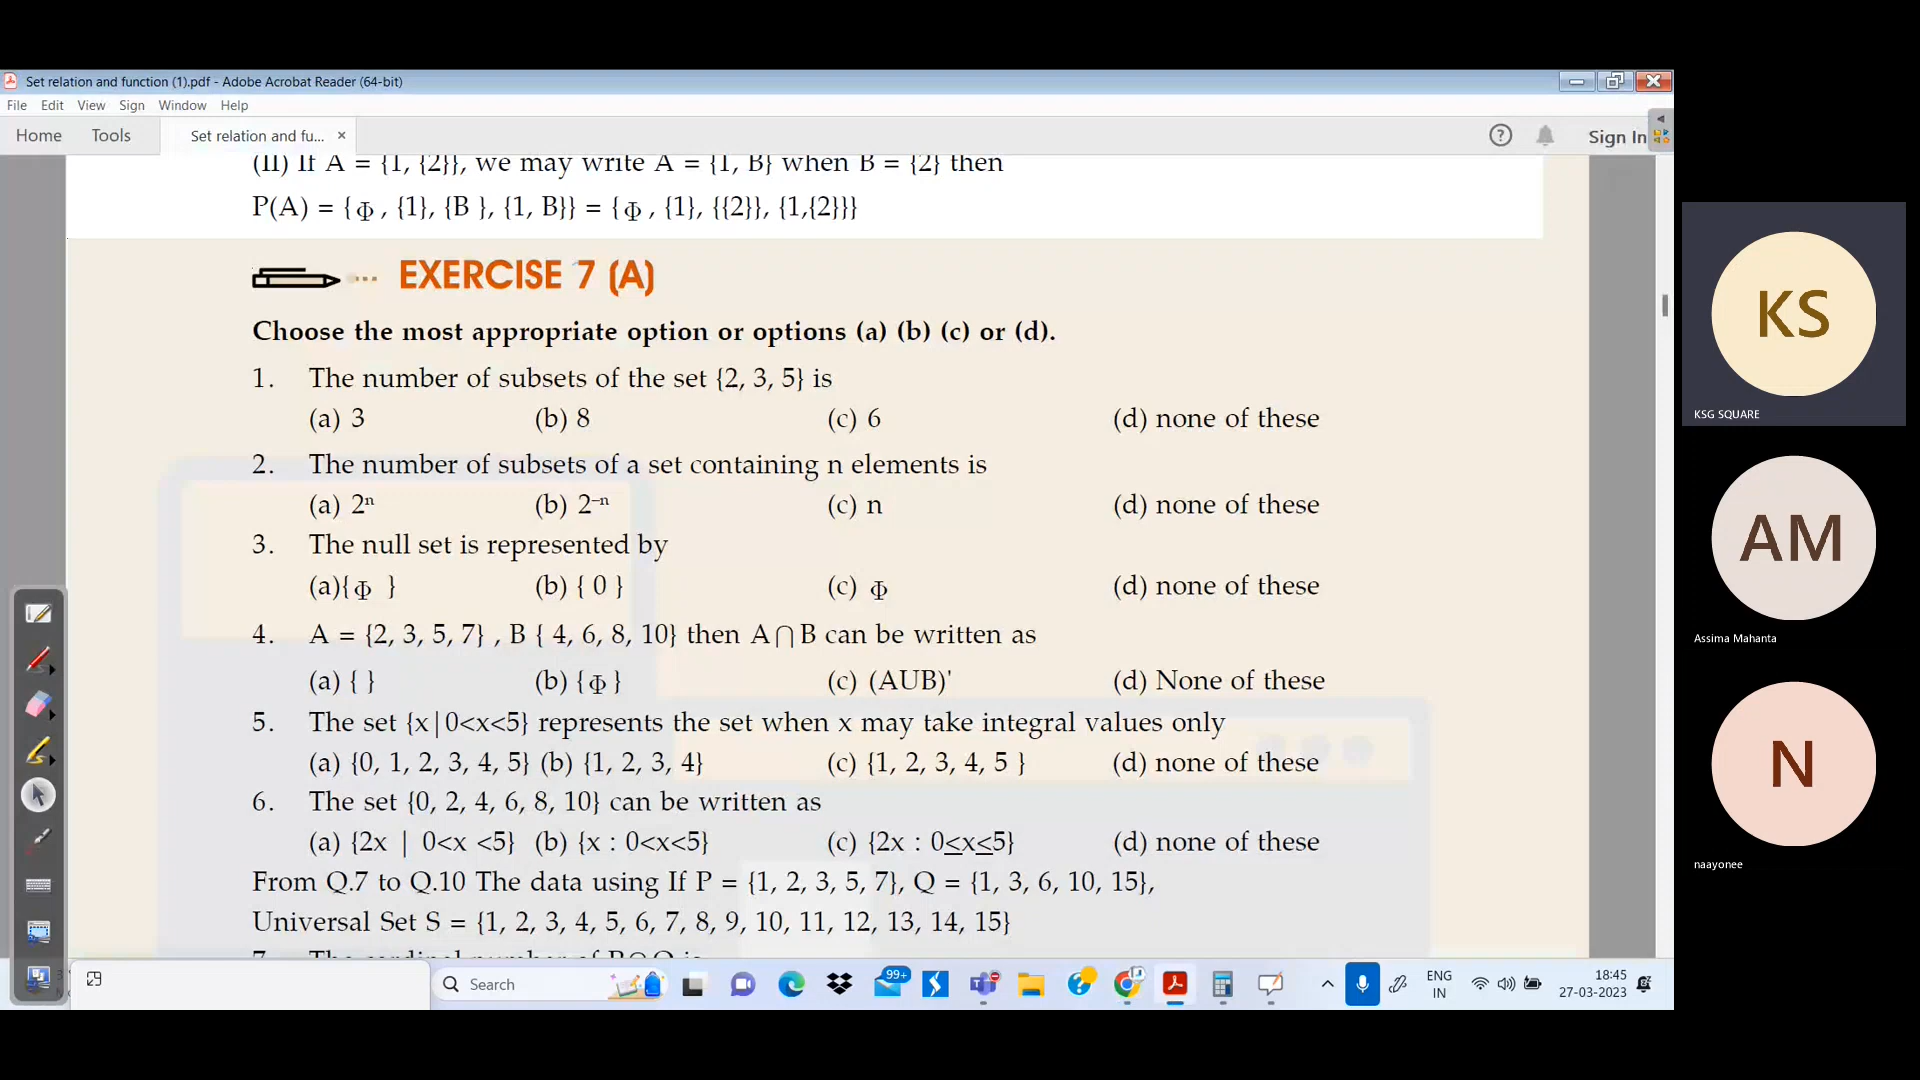 Set relation and function (1).pdf - Adobe Acrobat Reader (64-bit)
File Edit View Sign Window Help
Home Tools Set relation and fu... × Sign In
(II) If A = {1, {2}}, we may write A = {1, B} when B = {2} then
P(A) = { Φ , {1}, {B }, {1, B}} = { Φ , {1}, {{2}}, {1,{2}}}
EXERCISE 7 (A)
Choose the most appropriate option or options (a) (b) (c) or (d).
1. The number of subsets of the set {2, 3, 5} is
(a) 3 (b) 8 (c) 6 (d) none of these
2. The number of subsets of a set containing n elements is
(a) 2ⁿ (b) 2⁻ⁿ (c) n (d) none of these
3. The null set is represented by
(a){ Φ } (b) { 0 } (c) Φ (d) none of these
4. A = {2, 3, 5, 7} , B { 4, 6, 8, 10} then A∩B can be written as
(a) { } (b) { Φ } (c) (AUB)' (d) None of these
5. The set {x|0<x<5} represents the set when x may take integral values only
(a) {0, 1, 2, 3, 4, 5} (b) {1, 2, 3, 4} (c) {1, 2, 3, 4, 5 } (d) none of these
6. The set {0, 2, 4, 6, 8, 10} can be written as
(a) {2x | 0<x <5} (b) {x : 0<x<5} (c) {2x : 0≤x≤5} (d) none of these
From Q.7 to Q.10 The data using If P = {1, 2, 3, 5, 7}, Q = {1, 3, 6, 10, 15},
Universal Set S = {1, 2, 3, 4, 5, 6, 7, 8, 9, 10, 11, 12, 13, 14, 15}
7. The cardinal number of P∩Q is
Search
99+
ENG
IN
18:45
27-03-2023
KS
KSG SQUARE
AM
Assima Mahanta
N
naayonee